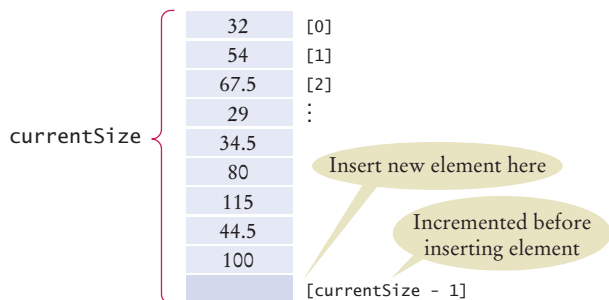 32 [0]
54 [1]
67.5 [2]
29 ⋮
currentSize
34.5
80
115
44.5
100
Insert new element here
Incremented before
inserting element
[currentSize - 1]